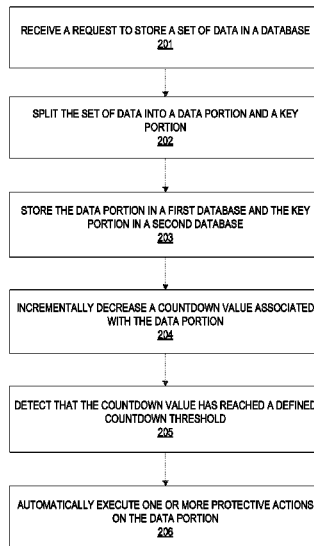 RECEIVE A REQUEST TO STORE A SET OF DATA IN A DATABASE
201
SPLIT THE SET OF DATA INTO A DATA PORTION AND A KEY
PORTION
202
STORE THE DATA PORTION IN A FIRST DATABASE AND THE KEY
PORTION IN A SECOND DATABASE
203
INCREMENTALLY DECREASE A COUNTDOWN VALUE ASSOCIATED
WITH THE DATA PORTION
204
DETECT THAT THE COUNTDOWN VALUE HAS REACHED A DEFINED
COUNTDOWN THRESHOLD
205
AUTOMATICALLY EXECUTE ONE OR MORE PROTECTIVE ACTIONS
ON THE DATA PORTION
206